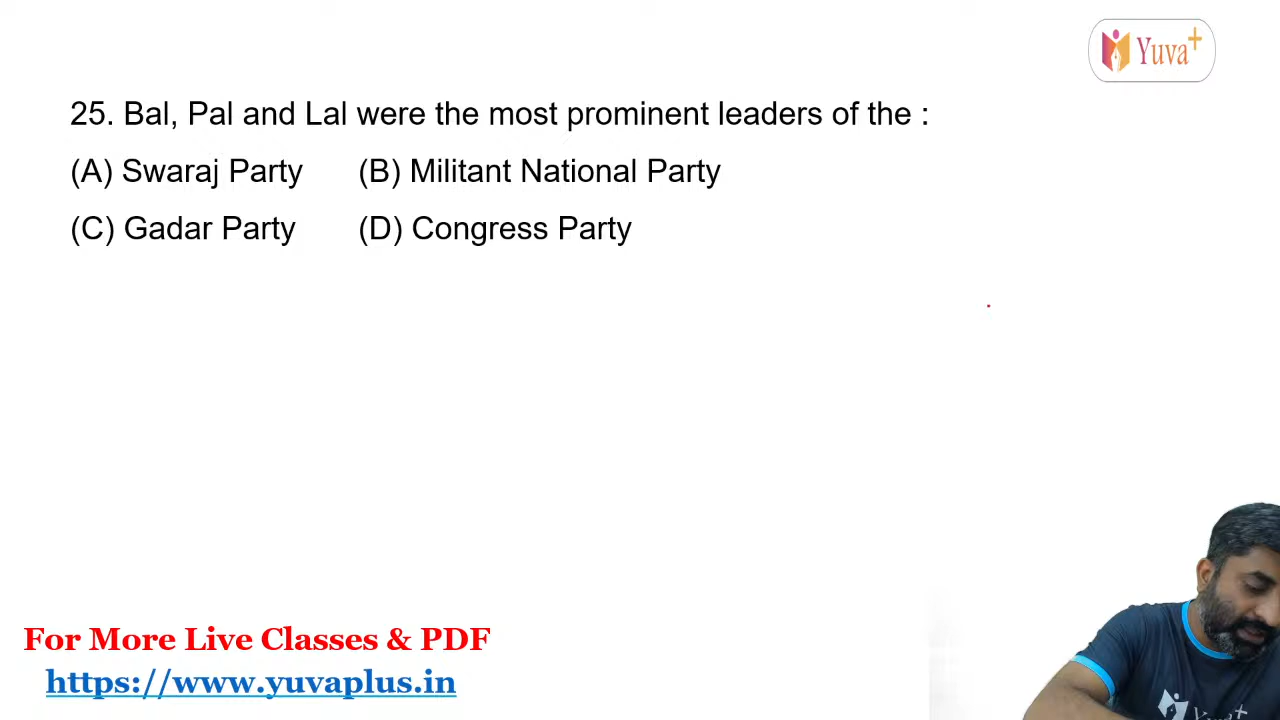 Yuva+
25. Bal, Pal and Lal were the most prominent leaders of the :
(A) Swaraj Party (B) Militant National Party
(C) Gadar Party (D) Congress Party
For More Live Classes & PDF
https://www.yuvaplus.in